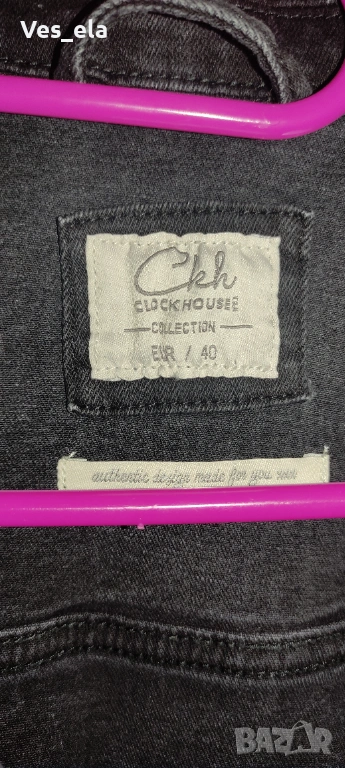 Ves_ela
Ckh
CLOCKHOUSE
COLLECTION
EUR / 40
authentic design made for you
BAZAR